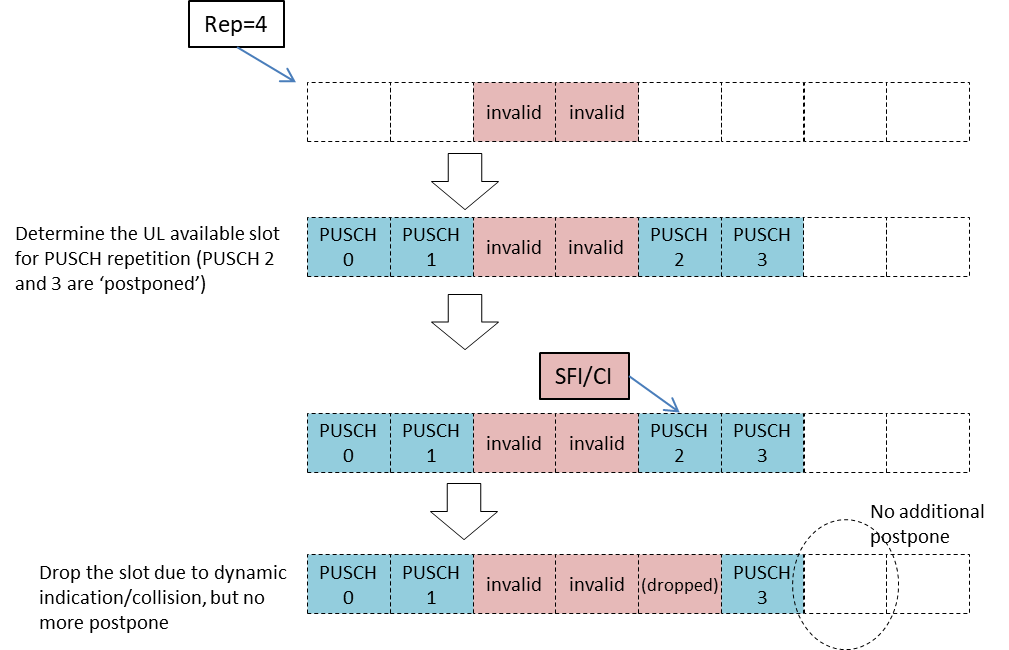 Rep=4
invalid invalid
Determine the UL available slot
for PUSCH repetition (PUSCH 2
and 3 are ‘postponed’)
PUSCH PUSCH invalid invalid PUSCH PUSCH
0 1 2 3
SFI/CI
PUSCH PUSCH invalid invalid PUSCH PUSCH
0 1 2 3
No additional
postpone
Drop the slot due to dynamic
indication/collision, but no
more postpone
PUSCH PUSCH invalid invalid (dropped) PUSCH
0 1 3